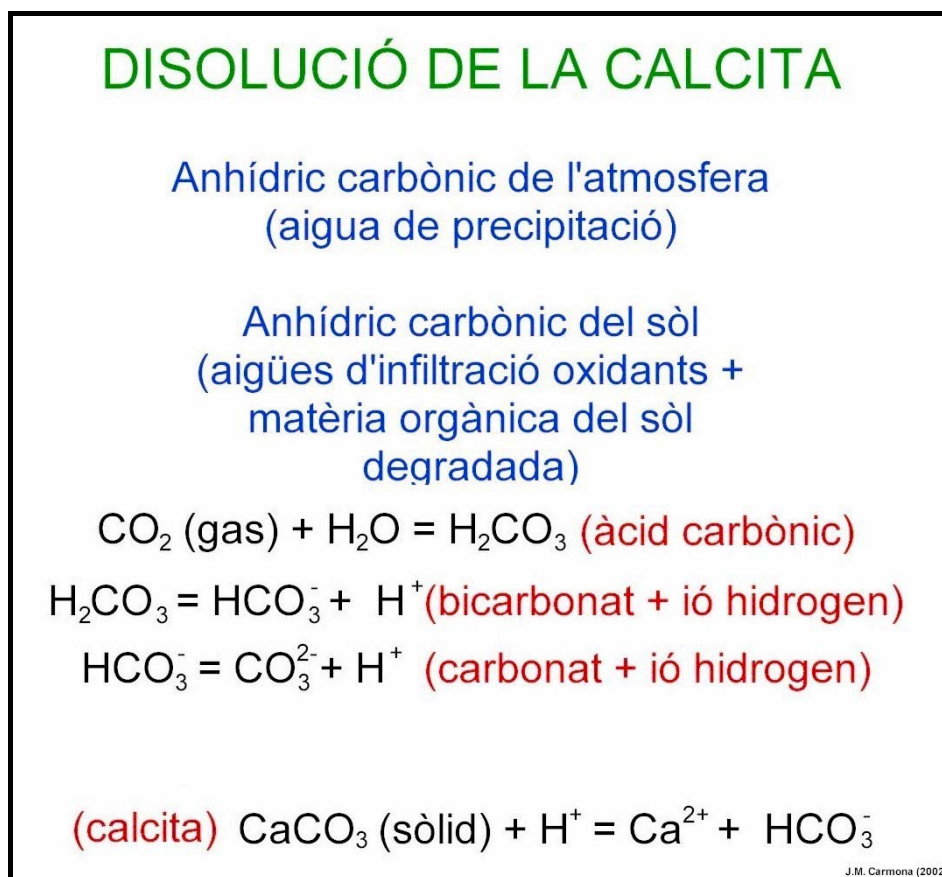 DISOLUCIÓ DE LA CALCITA
Anhídric carbònic de l'atmosfera
(aigua de precipitació)
Anhídric carbònic del sòl
(aigües d'infiltració oxidants +
matèria orgànica del sòl
degradada)
CO₂ (gas) + H₂O = H₂CO₃ (àcid carbònic)
H₂CO₃ = HCO₃⁻ + H⁺ (bicarbonat + ió hidrogen)
HCO₃⁻ = CO₃²⁻ + H⁺ (carbonat + ió hidrogen)
(calcita) CaCO₃ (sòlid) + H⁺ = Ca²⁺ + HCO₃⁻
J.M. Carmona (2002